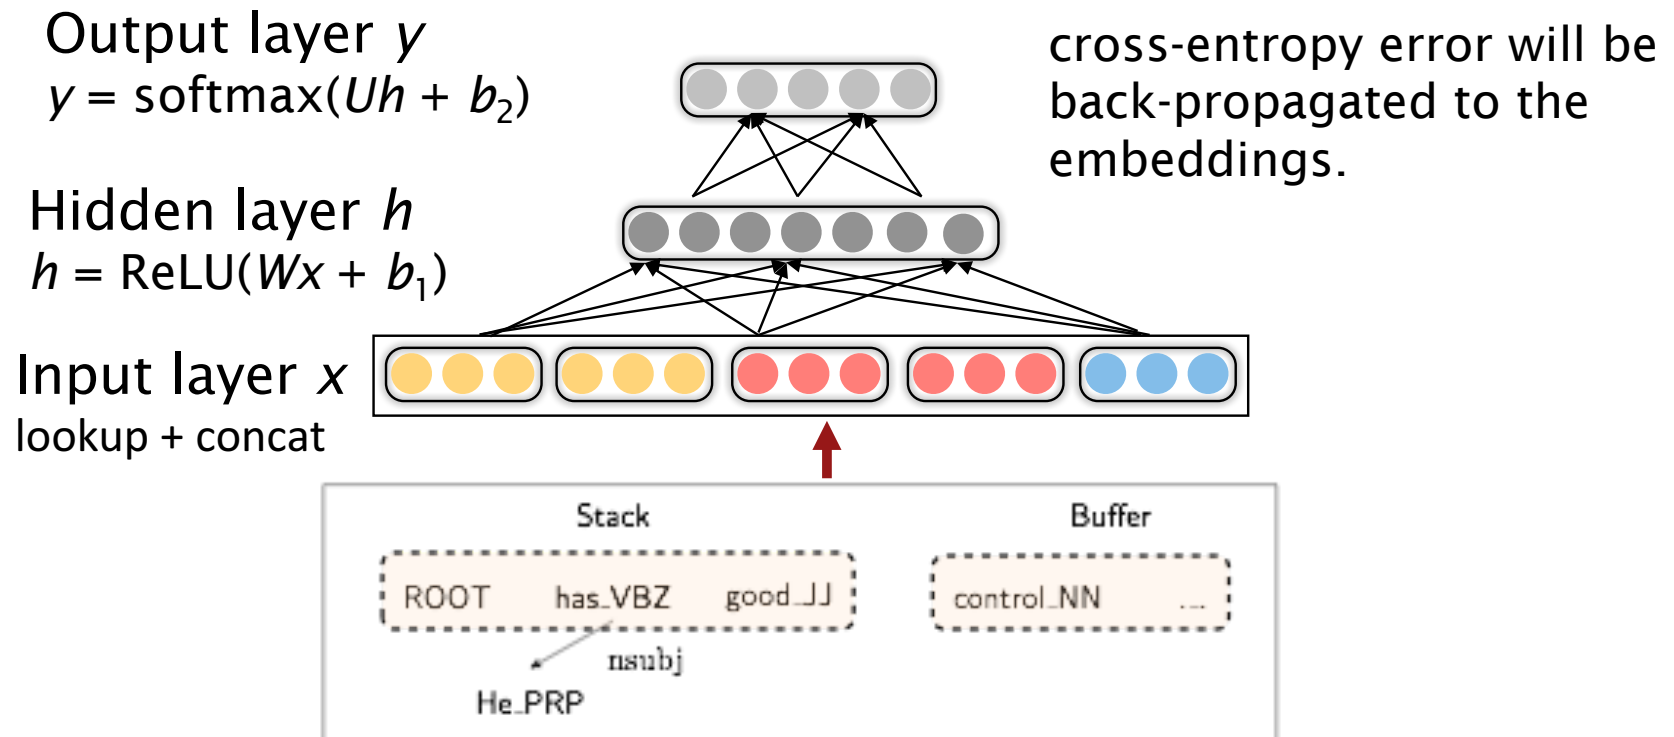 Output layer y
y = softmax(Uh + b₂)
cross-entropy error will be
back-propagated to the
embeddings.
Hidden layer h
h = ReLU(Wx + b₁)
Input layer x
lookup + concat
Stack
Buffer
ROOT has_VBZ good_JJ
control_NN ...
nsubj
He_PRP